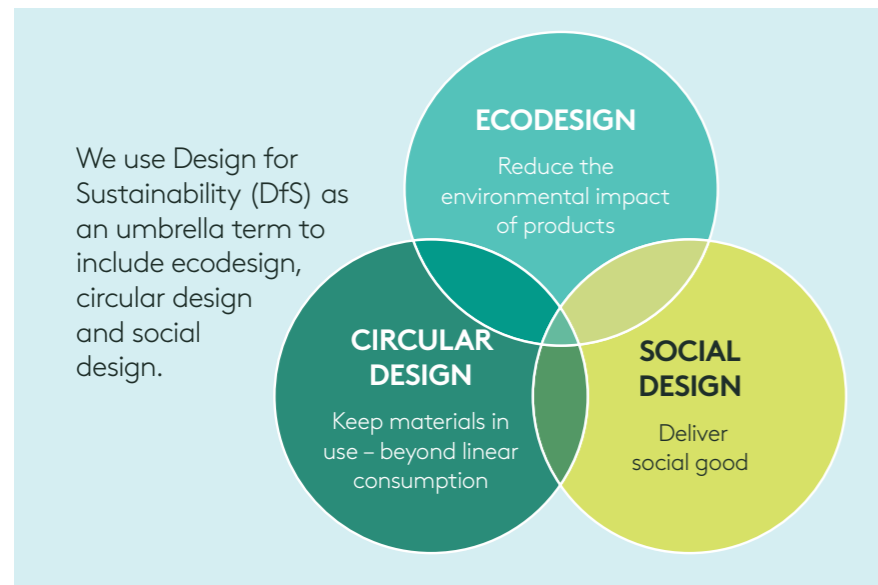 We use Design for
Sustainability (DfS) as
an umbrella term to
include ecodesign,
circular design
and social
design.
ECODESIGN
Reduce the
environmental impact
of products
CIRCULAR
DESIGN
Keep materials in
use – beyond linear
consumption
SOCIAL
DESIGN
Deliver
social good